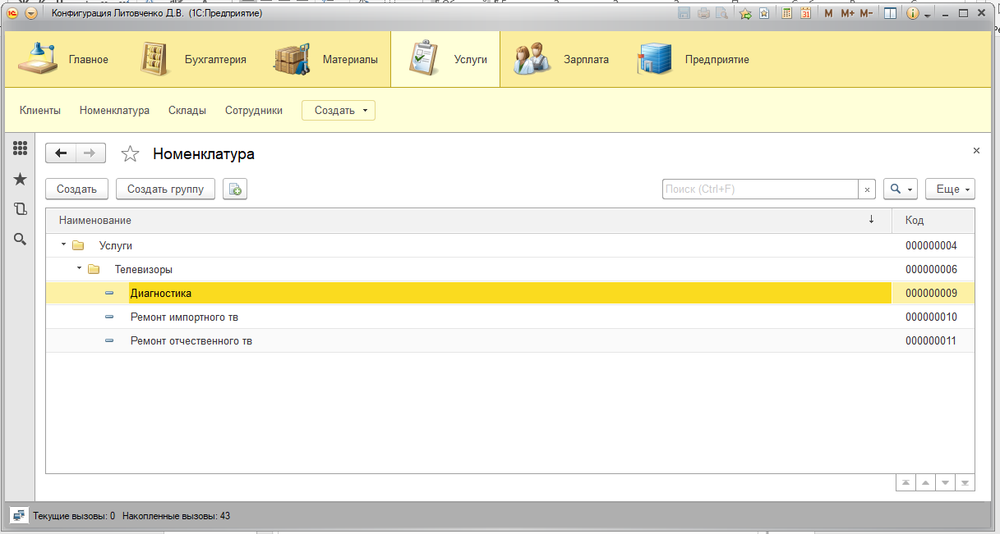 Конфигурация Литовченко Д.В. (1С:Предприятие)
M M+ M-
Главное Бухгалтерия Материалы Услуги Зарплата Предприятие
Клиенты Номенклатура Склады Сотрудники Создать
Номенклатура
Создать Создать группу Поиск (Ctrl+F) Еще
Наименование Код
Услуги 000000004
Телевизоры 000000006
Диагностика 000000009
Ремонт импортного тв 000000010
Ремонт отчественного тв 000000011
Текущие вызовы: 0 Накопленные вызовы: 43